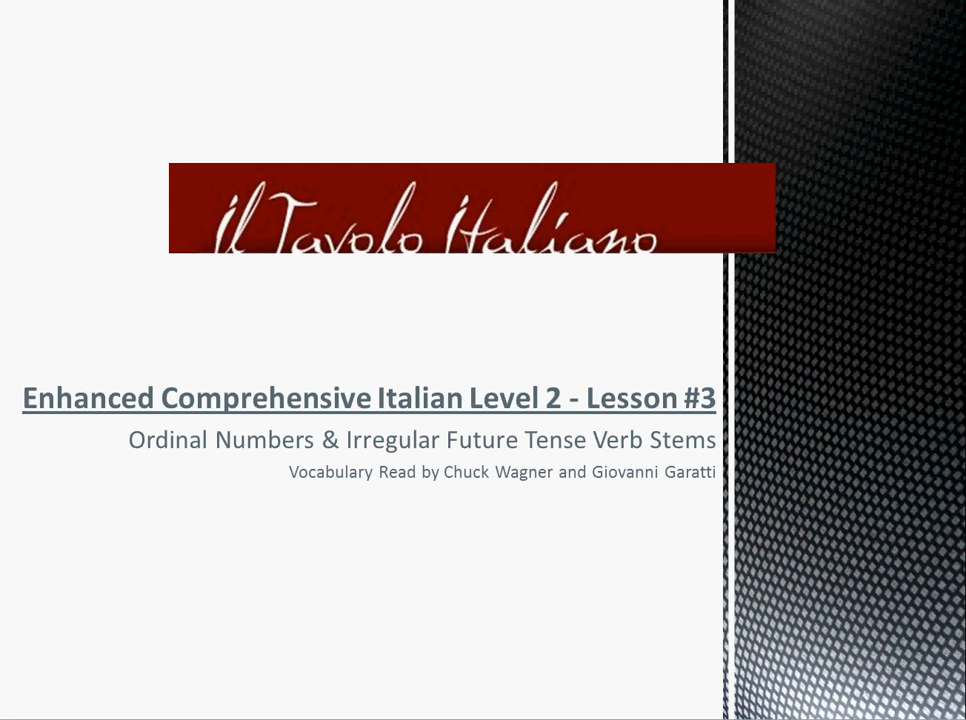 Il Tavolo Italiano
Enhanced Comprehensive Italian Level 2 - Lesson #3
Ordinal Numbers & Irregular Future Tense Verb Stems
Vocabulary Read by Chuck Wagner and Giovanni Garatti